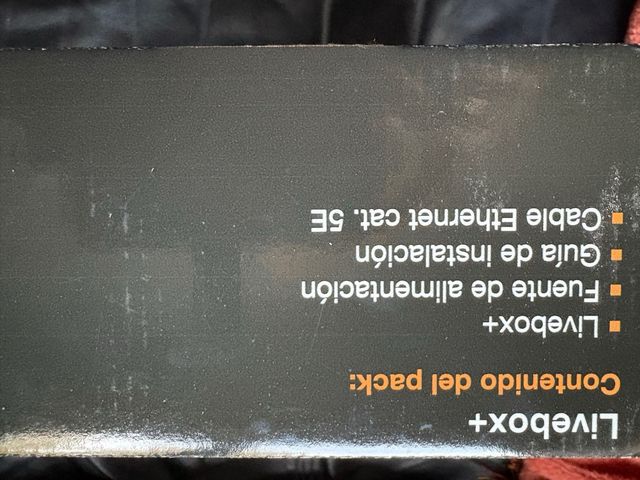 Livebox+
Contenido del pack:
▪ Livebox+
▪ Fuente de alimentación
▪ Guía de instalación
▪ Cable Ethernet cat. 5E